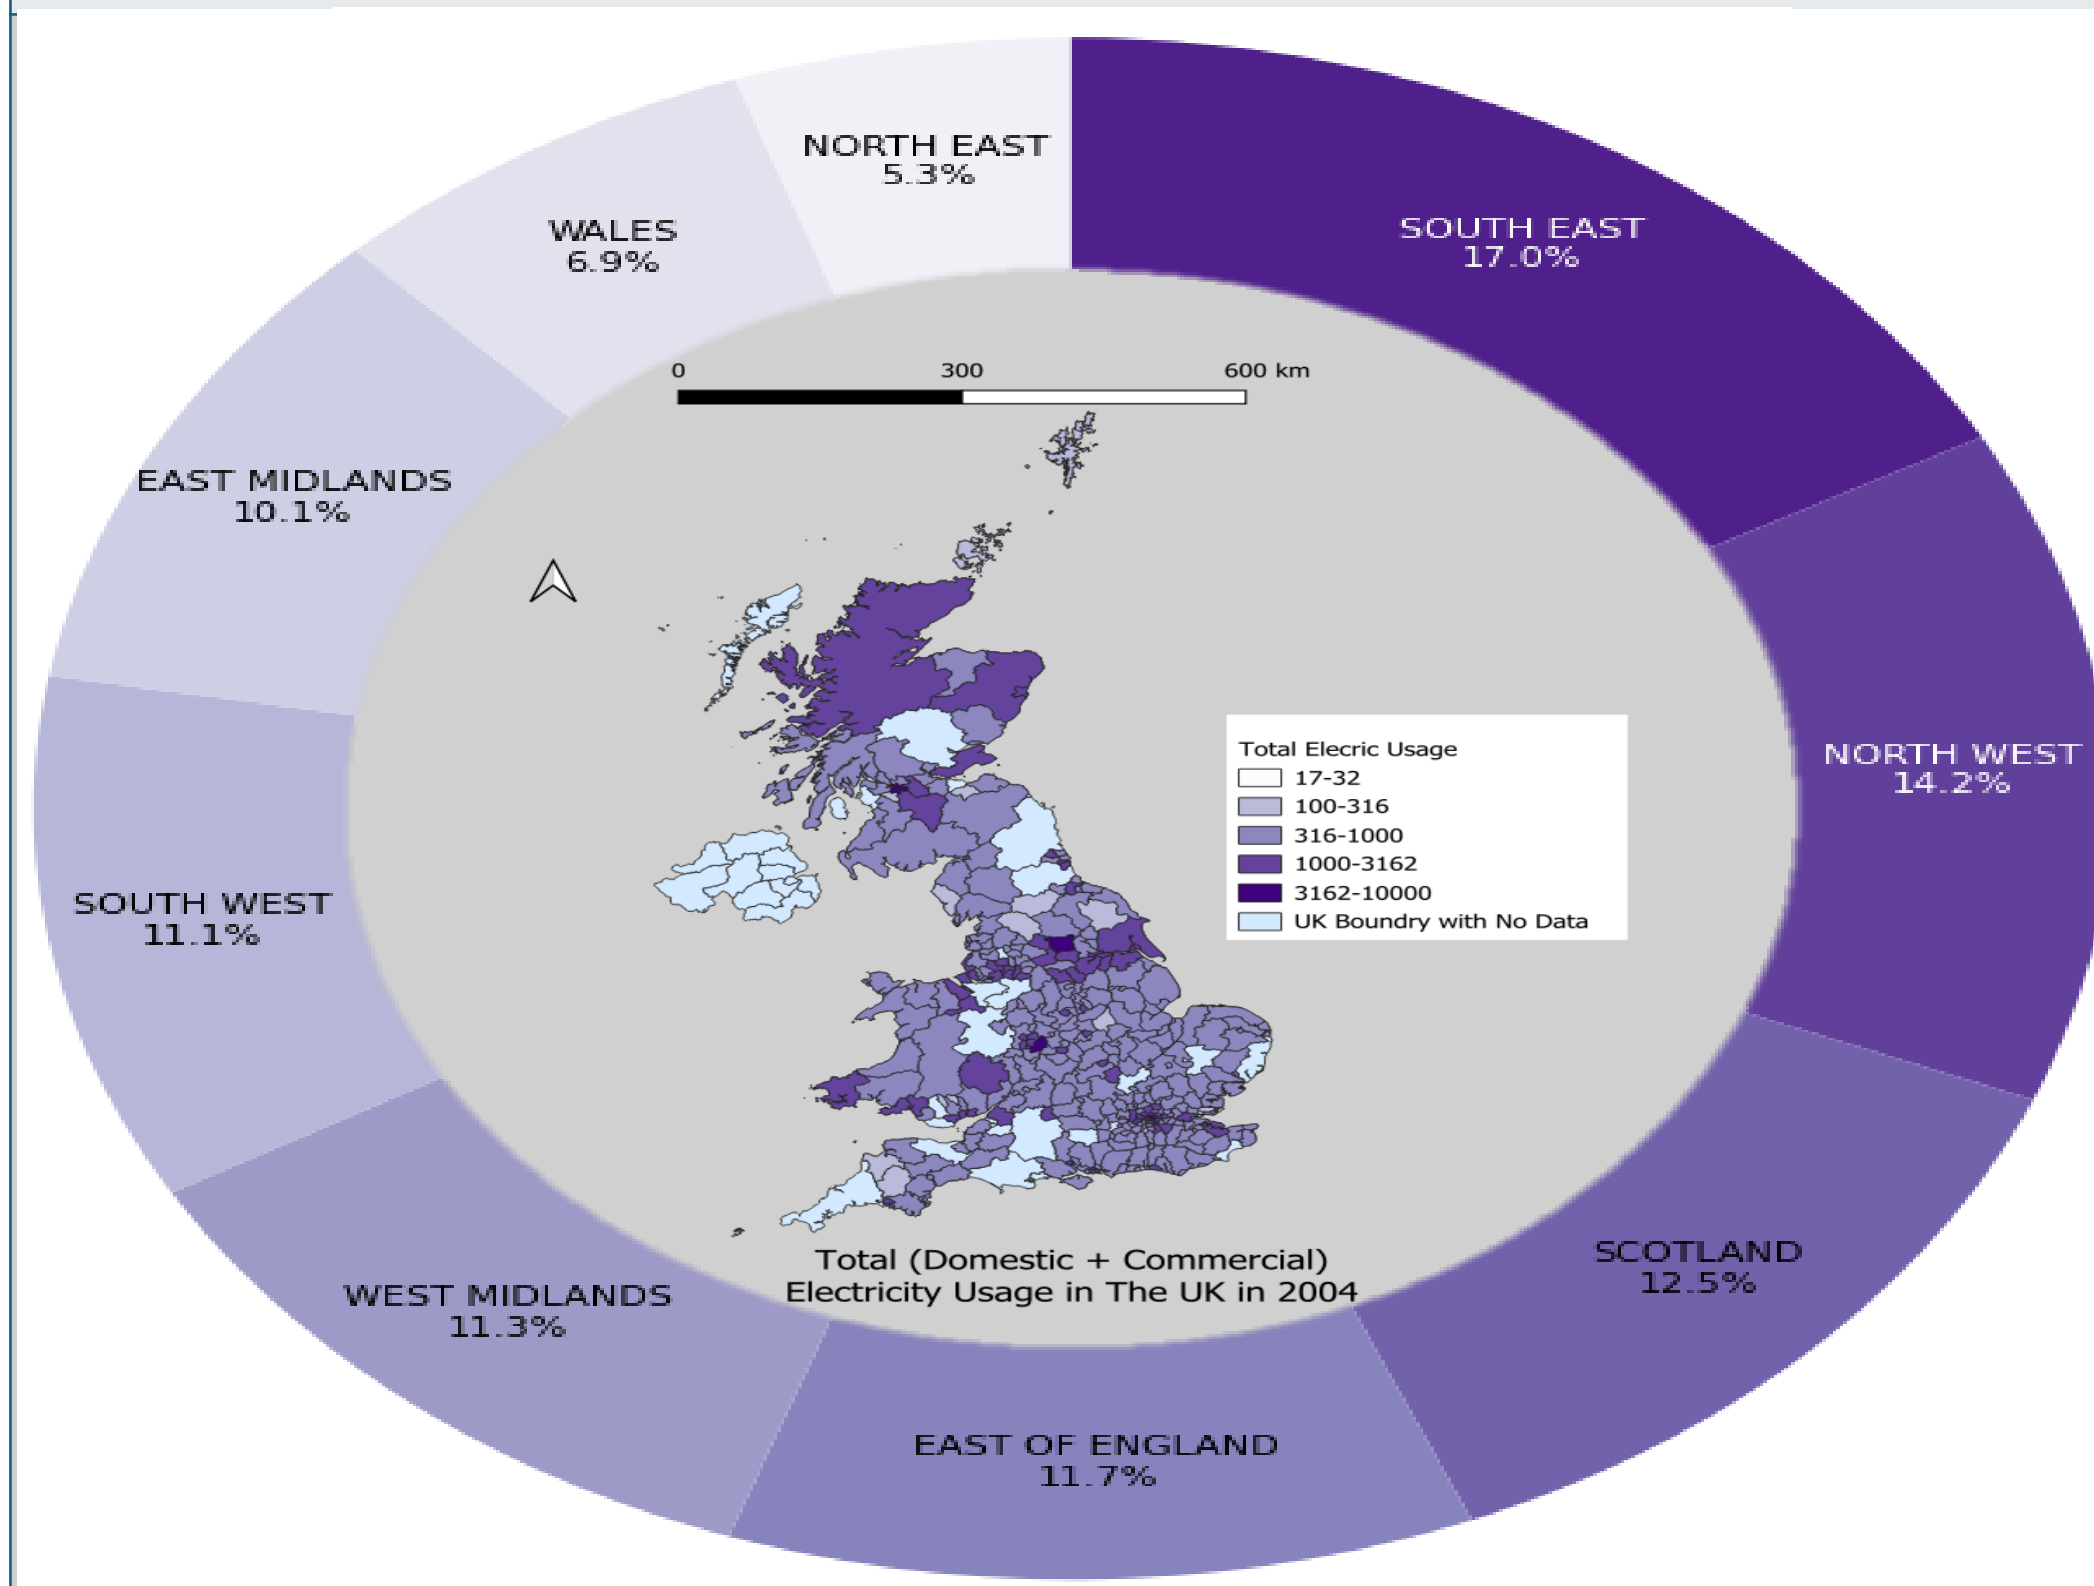 NORTH EAST
5.3%
SOUTH EAST
17.0%
WALES
6.9%
0 300 600 km
EAST MIDLANDS
10.1%
NORTH WEST
14.2%
Total Elecric Usage
17-32
100-316
316-1000
1000-3162
3162-10000
UK Boundry with No Data
SOUTH WEST
11.1%
SCOTLAND
12.5%
Total (Domestic + Commercial)
Electricity Usage in The UK in 2004
WEST MIDLANDS
11.3%
EAST OF ENGLAND
11.7%